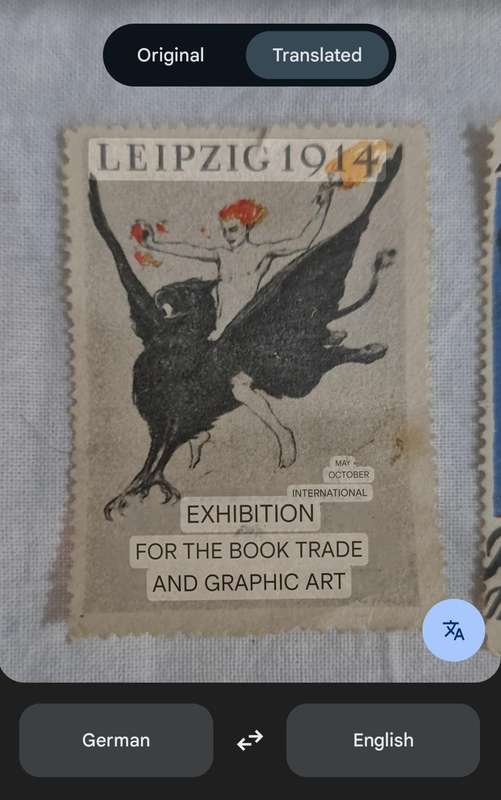 Original
Translated
LEIPZIG 1914
MAY
OCTOBER
INTERNATIONAL
EXHIBITION
FOR THE BOOK TRADE
AND GRAPHIC ART
German
English